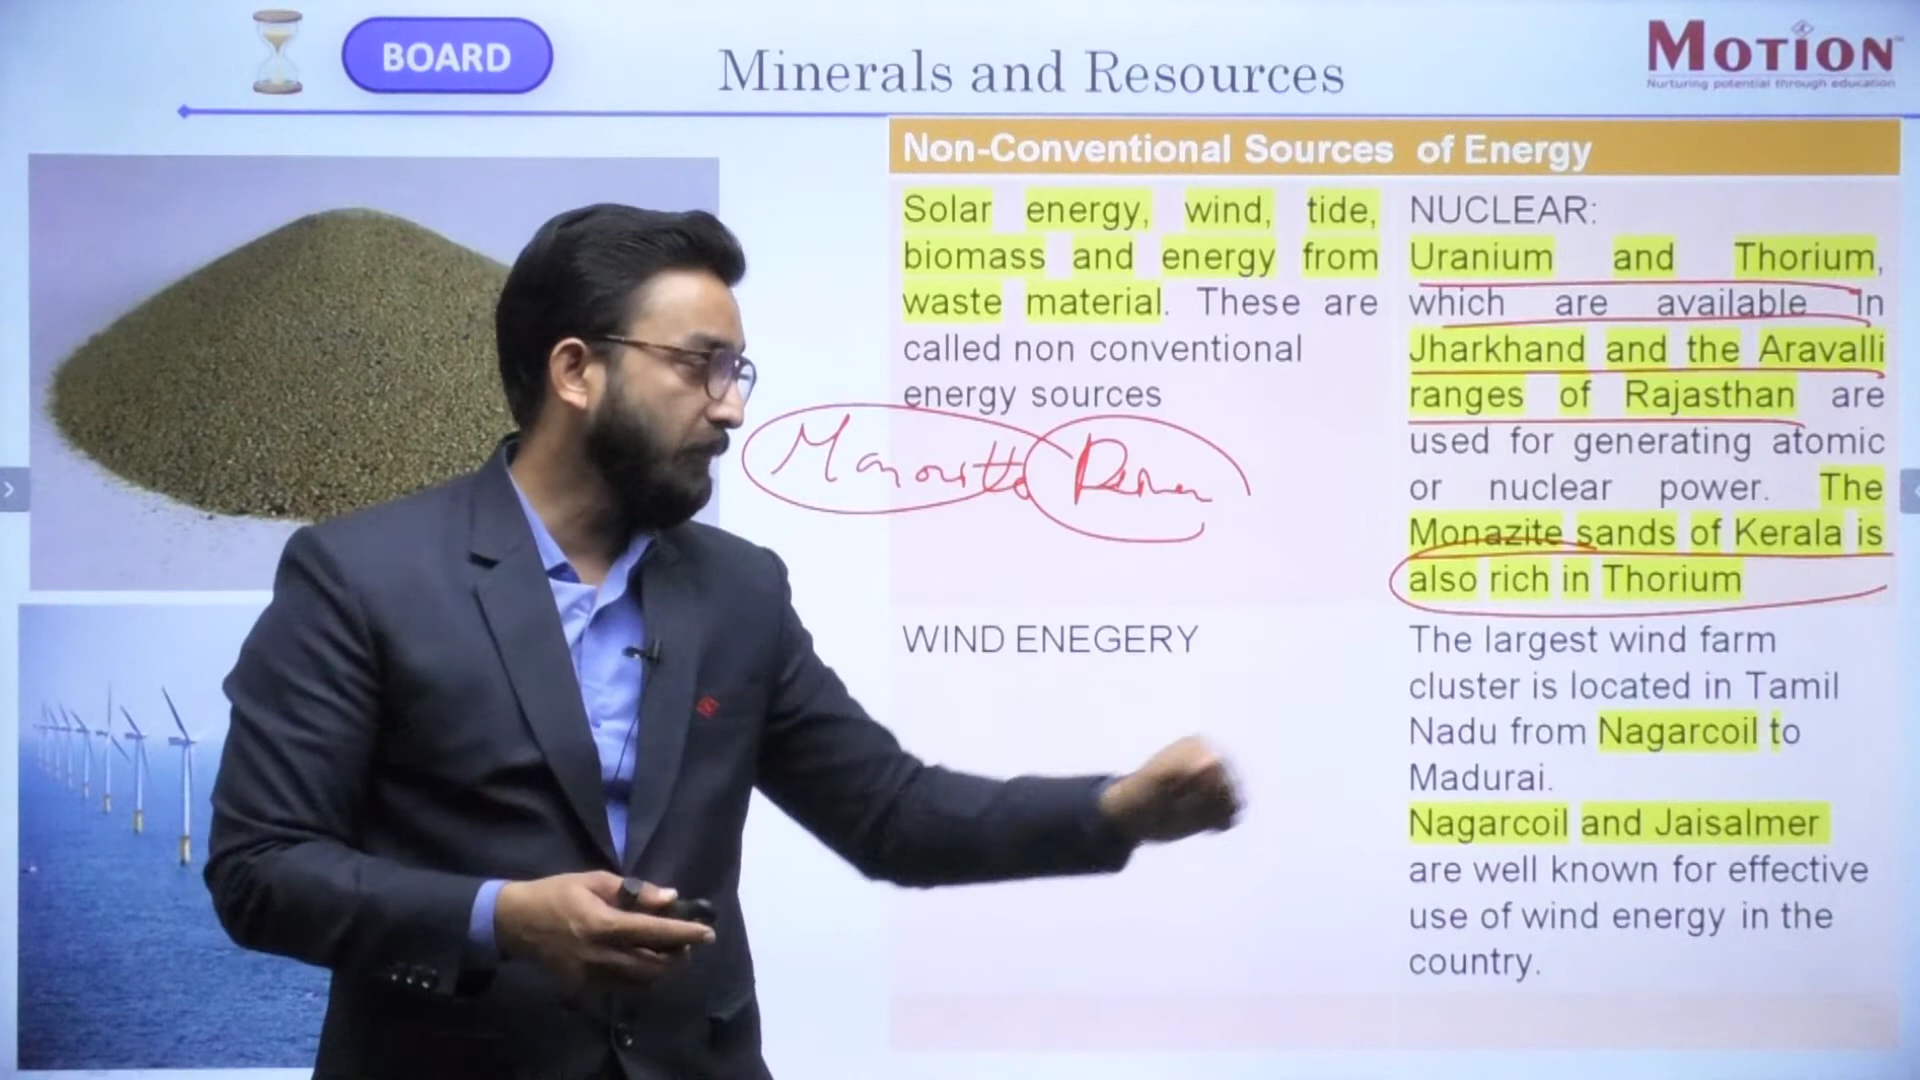 BOARD
Minerals and Resources
MOTION
Nurturing potential through education
Non-Conventional Sources of Energy
Solar energy, wind, tide,
biomass and energy from
waste material. These are
called non conventional
energy sources
NUCLEAR:
Uranium and Thorium,
which are available in
Jharkhand and the Aravalli
ranges of Rajasthan are
used for generating atomic
or nuclear power. The
Monazite sands of Kerala is
also rich in Thorium
WIND ENEGERY
The largest wind farm
cluster is located in Tamil
Nadu from Nagarcoil to
Madurai.
Nagarcoil and Jaisalmer
are well known for effective
use of wind energy in the
country.